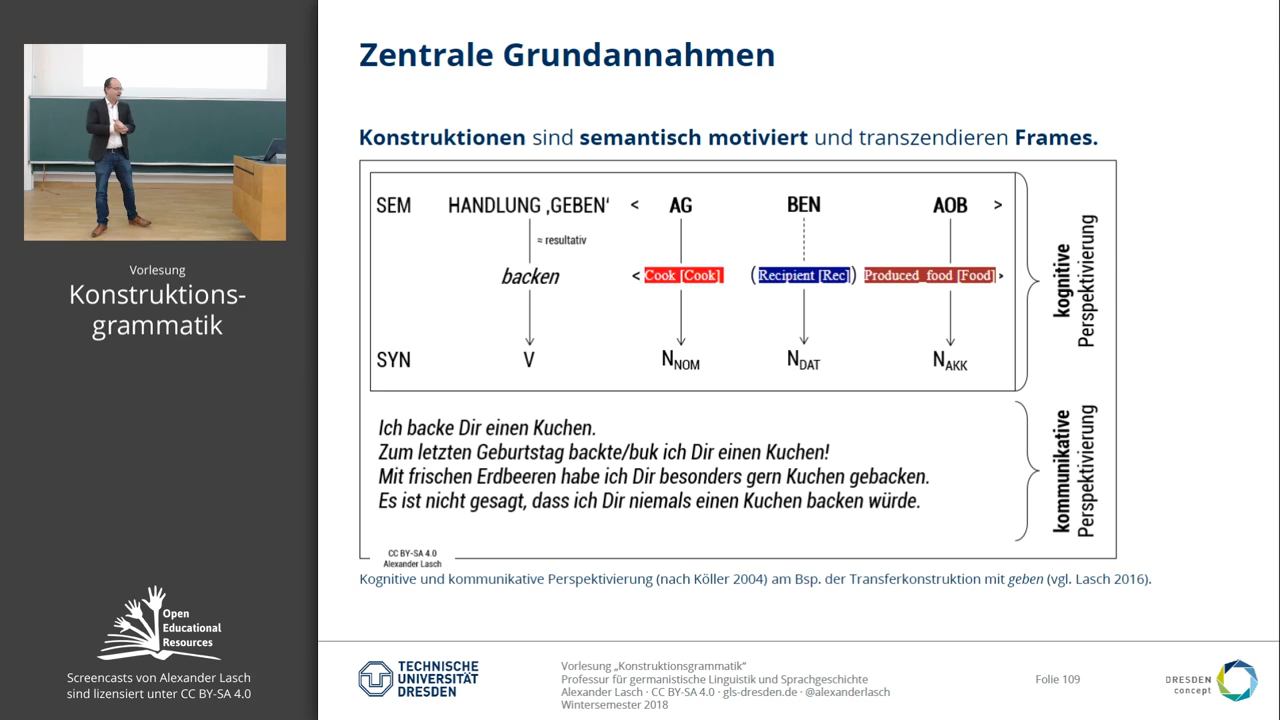 Zentrale Grundannahmen
Konstruktionen sind semantisch motiviert und transzendieren Frames.
SEM HANDLUNG ‚GEBEN‘ < AG BEN AOB >
= resultativ
backen < Cook [Cook] (Recipient [Rec]) Produced_food [Food] >
SYN V NNOM NDAT NAKK
kognitive
Perspektivierung
Ich backe Dir einen Kuchen.
Zum letzten Geburtstag backte/buk ich Dir einen Kuchen!
Mit frischen Erdbeeren habe ich Dir besonders gern Kuchen gebacken.
Es ist nicht gesagt, dass ich Dir niemals einen Kuchen backen würde.
kommunikative
Perspektivierung
CC BY-SA 4.0
Alexander Lasch
Kognitive und kommunikative Perspektivierung (nach Köller 2004) am Bsp. der Transferkonstruktion mit geben (vgl. Lasch 2016).
Vorlesung
Konstruktions-
grammatik
Open
Educational
Resources
Screencasts von Alexander Lasch
sind lizensiert unter CC BY-SA 4.0
TECHNISCHE
UNIVERSITÄT
DRESDEN
Vorlesung „Konstruktionsgrammatik“
Professur für germanistische Linguistik und Sprachgeschichte
Alexander Lasch · CC BY-SA 4.0 · gls-dresden.de · @alexanderlasch
Wintersemester 2018
Folie 109
DRESDEN
concept